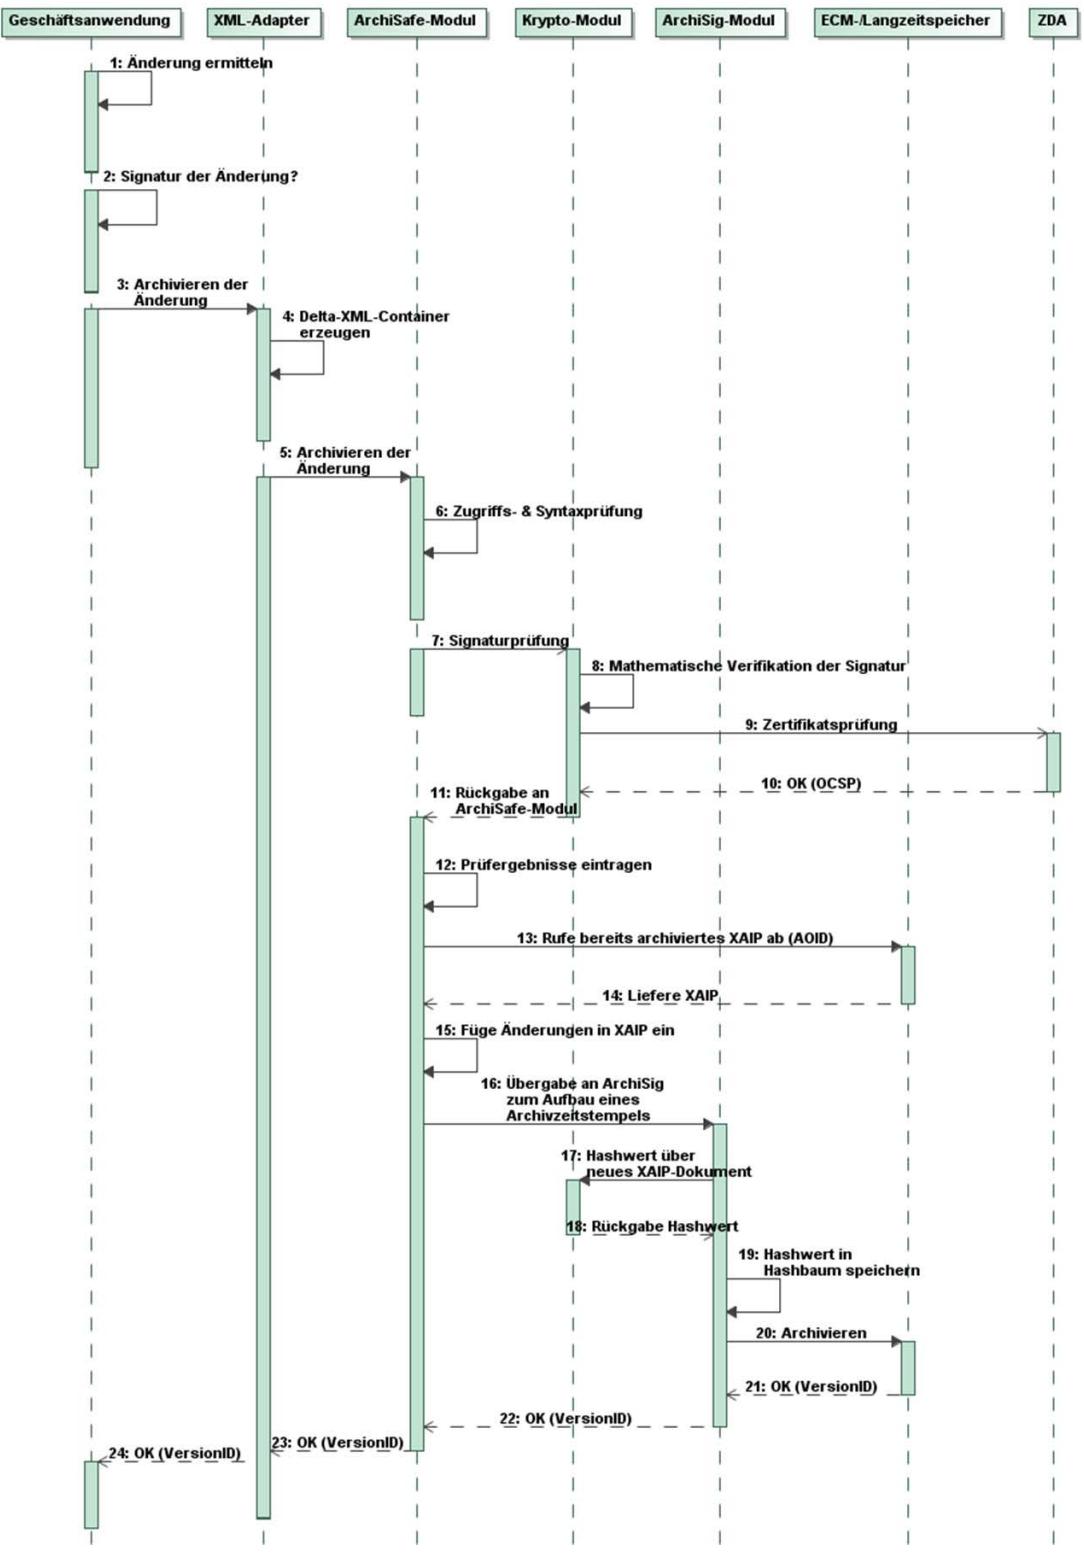 Geschäftsanwendung
XML-Adapter
ArchiSafe-Modul
Krypto-Modul
ArchiSig-Modul
ECM-/Langzeitspeicher
ZDA
1: Änderung ermitteln
2: Signatur der Änderung?
3: Archivieren der
Änderung
4: Delta-XML-Container
erzeugen
5: Archivieren der
Änderung
6: Zugriffs- & Syntaxprüfung
7: Signaturprüfung
8: Mathematische Verifikation der Signatur
9: Zertifikatsprüfung
10: OK (OCSP)
11: Rückgabe an
ArchiSafe-Modul
12: Prüfergebnisse eintragen
13: Rufe bereits archiviertes XAIP ab (AOID)
14: Liefere XAIP
15: Füge Änderungen in XAIP ein
16: Übergabe an ArchiSig
zum Aufbau eines
Archivzeitstempels
17: Hashwert über
neues XAIP-Dokument
18: Rückgabe Hashwert
19: Hashwert in
Hashbaum speichern
20: Archivieren
21: OK (VersionID)
22: OK (VersionID)
23: OK (VersionID)
24: OK (VersionID)